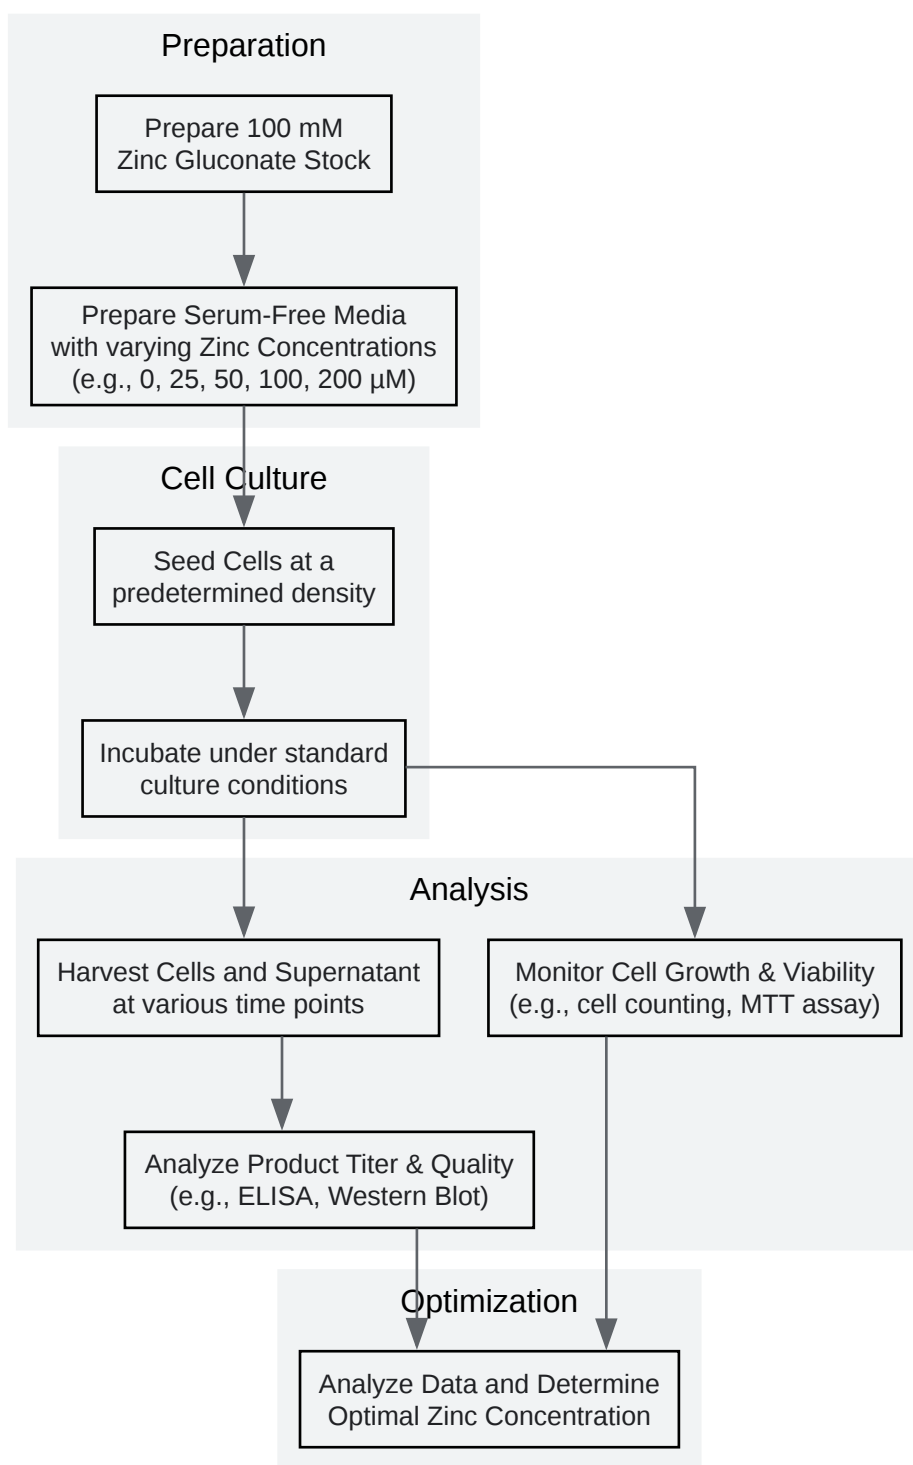 Preparation
Prepare 100 mM
Zinc Gluconate Stock
Prepare Serum-Free Media
with varying Zinc Concentrations
(e.g., 0, 25, 50, 100, 200 µM)
Cell Culture
Seed Cells at a
predetermined density
Incubate under standard
culture conditions
Analysis
Harvest Cells and Supernatant
at various time points
Monitor Cell Growth & Viability
(e.g., cell counting, MTT assay)
Analyze Product Titer & Quality
(e.g., ELISA, Western Blot)
Optimization
Analyze Data and Determine
Optimal Zinc Concentration